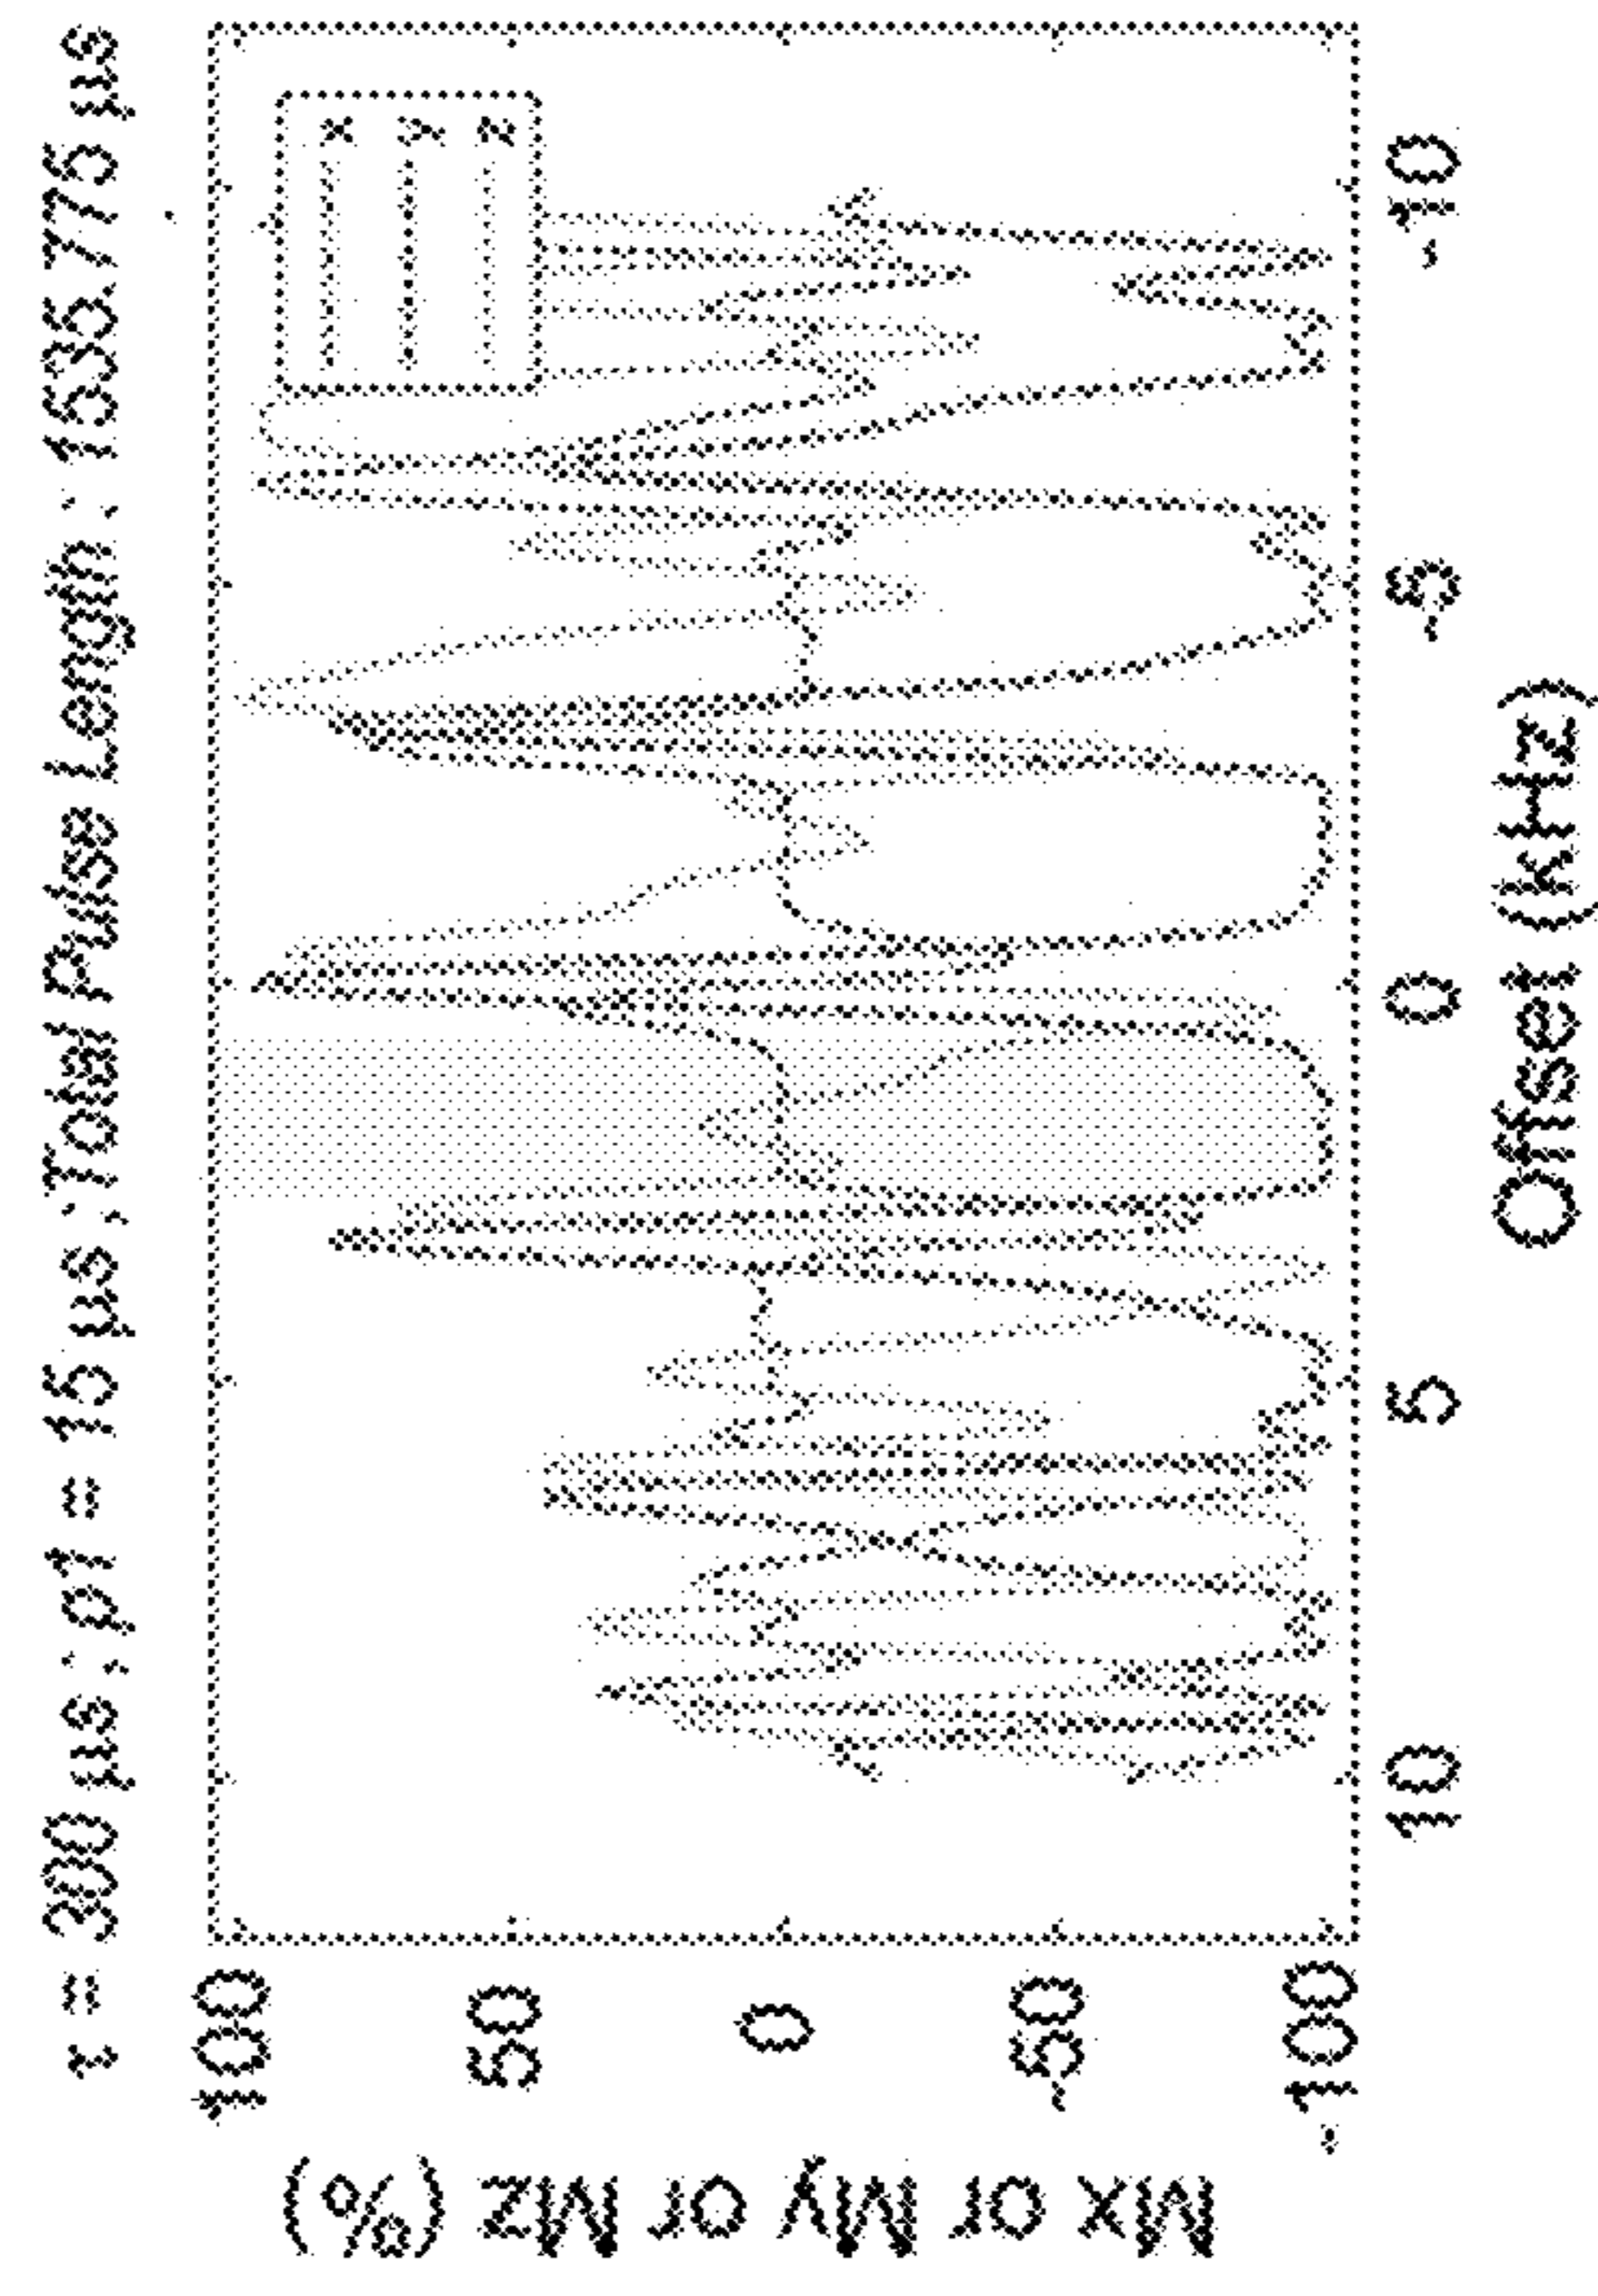 τ = 300 µs ; p1 = 15 µs ;Total Pulse Length : 1535.775 µs
Mx or My or Mz (%)
100
50
0
-50
-100
x
y
z
10
5
0
-5
-10
Offset (kHz)